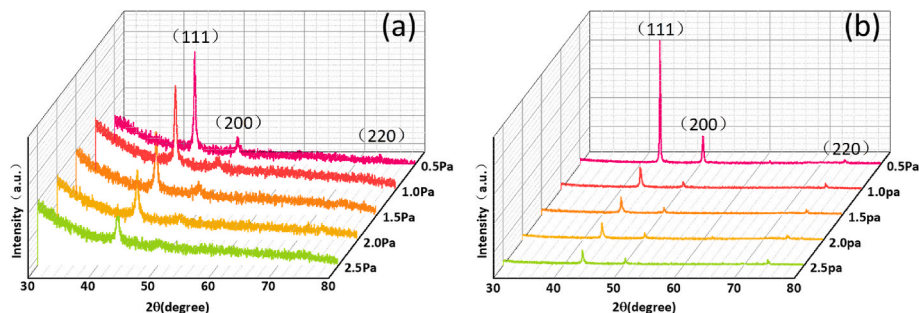 (a)
（111）
（200）
（220）
0.5Pa
1.0Pa
1.5Pa
2.0Pa
2.5Pa
Intensity（a.u.）
30 40 50 60 70 80
2θ(degree)
(b)
（111）
（200）
（220）
0.5Pa
1.0pa
1.5pa
2.0pa
2.5pa
Intensity（a.u.）
30 40 50 60 70 80
2θ(degree)